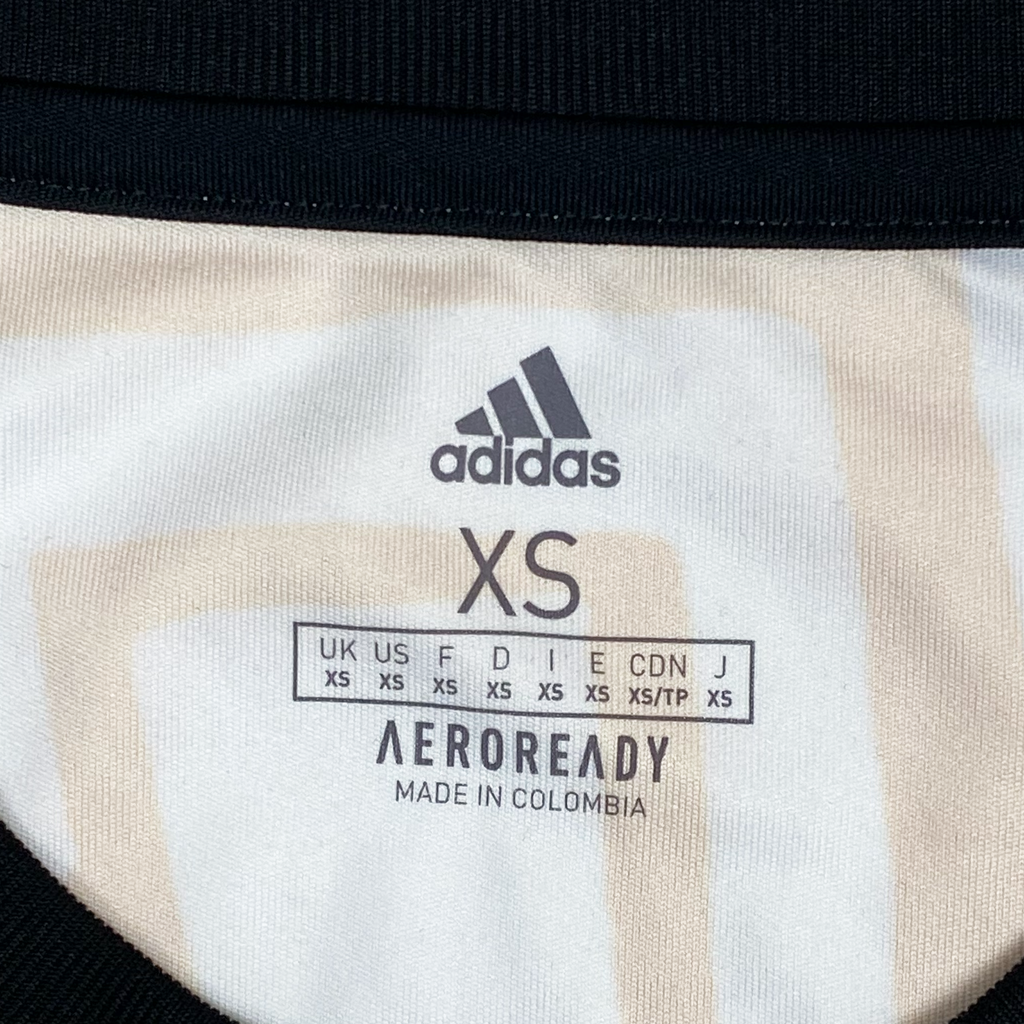 adidas
XS
UK US F D I E CDN J
XS XS XS XS XS XS XS/TP XS
AEROREADY
MADE IN COLOMBIA